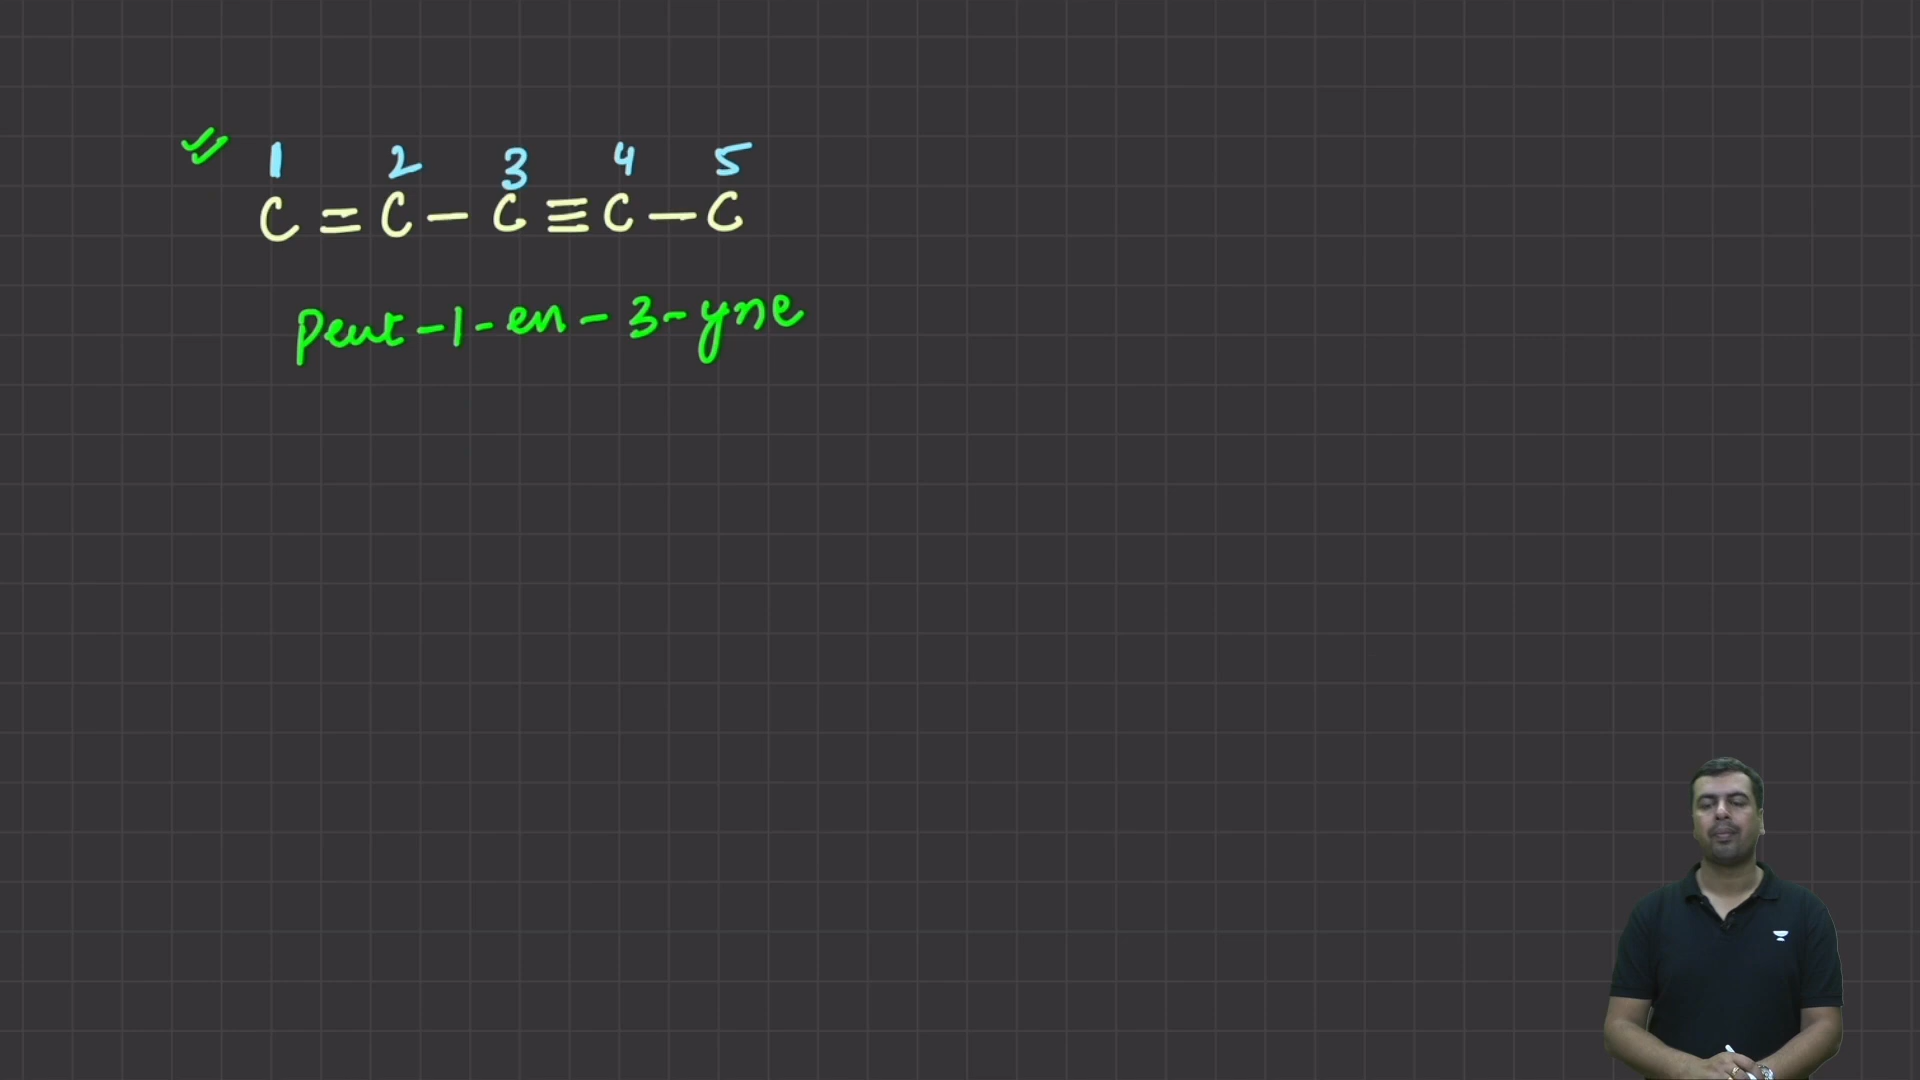 1 2 3 4 5
C = C – C ≡ C – C
Pent-1-en-3-yne